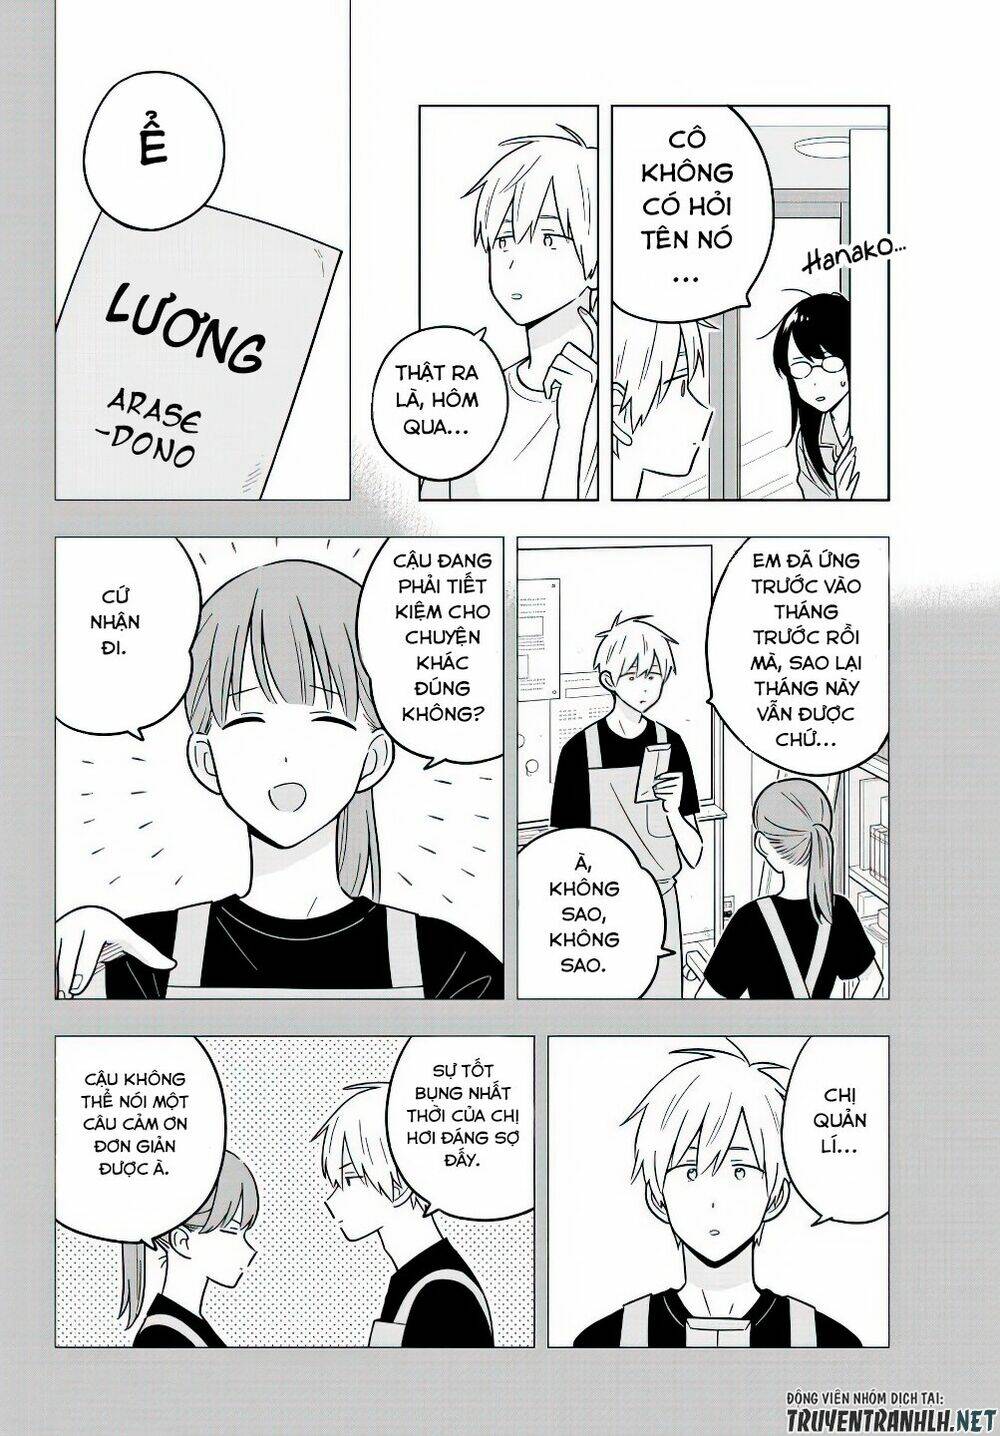 CÔ
KHÔNG
CÓ HỎI
TÊN NÓ
...
Hanako...
THẬT RA
LÀ, HÔM
QUA...
Ể
LƯƠNG
ARASE
-DONO
EM ĐÃ ỨNG
TRƯỚC VÀO
THÁNG
TRƯỚC RỒI
MÀ, SAO LẠI
THÁNG NÀY
VẪN ĐƯỢC
CHỨ...
À,
KHÔNG
SAO,
KHÔNG
SAO.
CẬU ĐANG
PHẢI TIẾT
KIỆM CHO
CHUYỆN
KHÁC
ĐÚNG
KHÔNG?
CỨ
NHẬN
ĐI.
CHỊ
QUẢN
LÍ...
SỰ TỐT
BỤNG NHẤT
THỜI CỦA CHỊ
HƠI ĐÁNG SỢ
ĐẤY.
CẬU KHÔNG
THỂ NÓI MỘT
CÂU CẢM ƠN
ĐƠN GIẢN
ĐƯỢC À.
ĐỘNG VIÊN NHÓM DỊCH TẠI:
TRUYENTRANHLH.NET